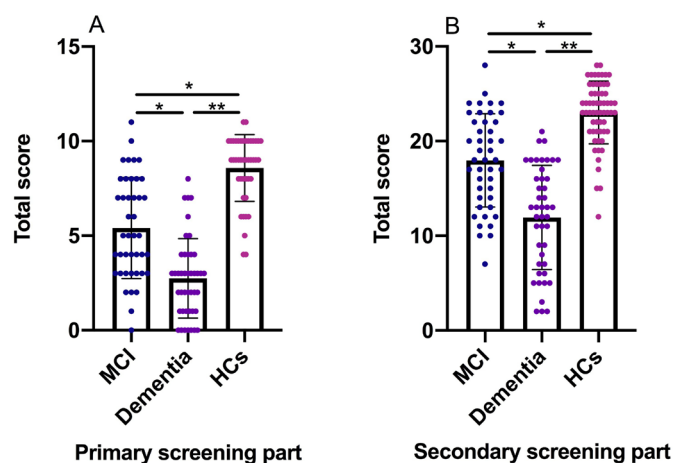 A
15
10
5
0
Total score
*
*
**
MCI
Dementia
HCs
Primary screening part
B
30
20
10
0
Total score
*
*
**
MCI
Dementia
HCs
Secondary screening part